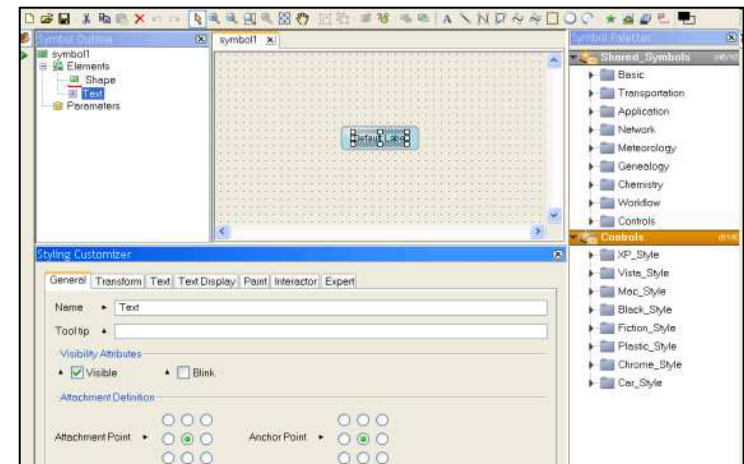 Symbol Outline
symbol1
Elements
Shape
Text
Parameters
symbol1
Default Label
Symbol Palettes
Shared_Symbols
Basic
Transportation
Application
Network
Meteorology
Genealogy
Chemistry
Workflow
Controls
Controls
XP_Style
Vista_Style
Mac_Style
Black_Style
Fiction_Style
Plastic_Style
Chrome_Style
Car_Style
Styling Customizer
General Transform Text Text Display Paint Interactor Expert
Name Text
Tooltip
Visibility Attributes
Visible Blink
Attachment Definition
Attachment Point Anchor Point